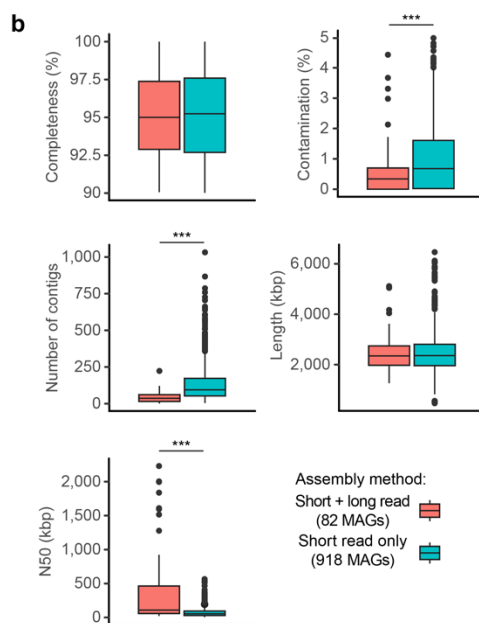 b
Completeness (%)
100
97.5
95
92.5
90
Contamination (%)
***
5
4
3
2
1
0
Number of contigs
***
1,000
750
500
250
0
Length (kbp)
6,000
4,000
2,000
N50 (kbp)
***
2,000
1,500
1,000
500
0
Assembly method:
Short + long read
(82 MAGs)
Short read only
(918 MAGs)